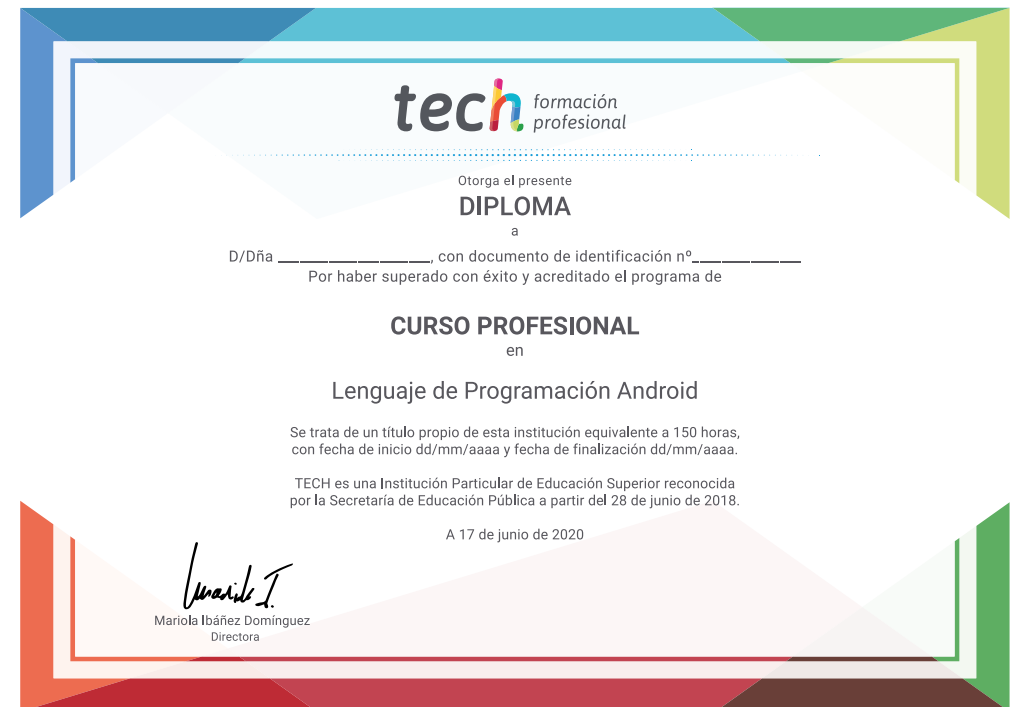 tech formación
profesional
Otorga el presente
DIPLOMA
a
D/Dña ______________, con documento de identificación nº__________
Por haber superado con éxito y acreditado el programa de
CURSO PROFESIONAL
en
Lenguaje de Programación Android
Se trata de un título propio de esta institución equivalente a 150 horas,
con fecha de inicio dd/mm/aaaa y fecha de finalización dd/mm/aaaa.
TECH es una Institución Particular de Educación Superior reconocida
por la Secretaría de Educación Pública a partir del 28 de junio de 2018.
A 17 de junio de 2020
Mariola Ibáñez Domínguez
Directora